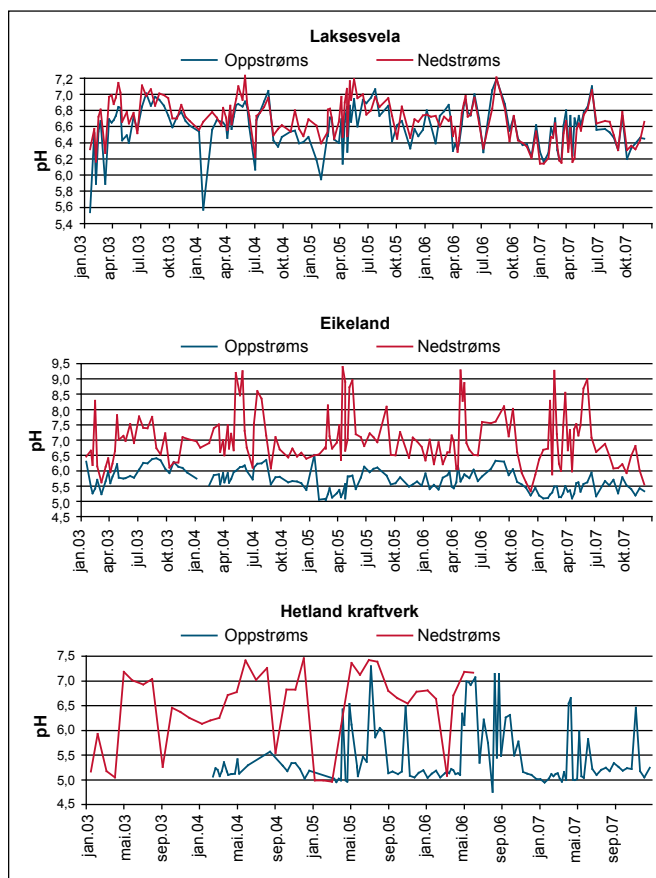 Laksesvela
Oppstrøms Nedstrøms
pH
7,2
7,0
6,8
6,6
6,4
6,2
6,0
5,8
5,6
5,4
jan.03 apr.03 jul.03 okt.03 jan.04 apr.04 jul.04 okt.04 jan.05 apr.05 jul.05 okt.05 jan.06 apr.06 jul.06 okt.06 jan.07 apr.07 jul.07 okt.07
Eikeland
Oppstrøms Nedstrøms
pH
9,5
9,0
8,5
8,0
7,5
7,0
6,5
6,0
5,5
5,0
4,5
jan.03 apr.03 jul.03 okt.03 jan.04 apr.04 jul.04 okt.04 jan.05 apr.05 jul.05 okt.05 jan.06 apr.06 jul.06 okt.06 jan.07 apr.07 jul.07 okt.07
Hetland kraftverk
Oppstrøms Nedstrøms
pH
7,5
7,0
6,5
6,0
5,5
5,0
4,5
jan.03 mai.03 sep.03 jan.04 mai.04 sep.04 jan.05 mai.05 sep.05 jan.06 mai.06 sep.06 jan.07 mai.07 sep.07